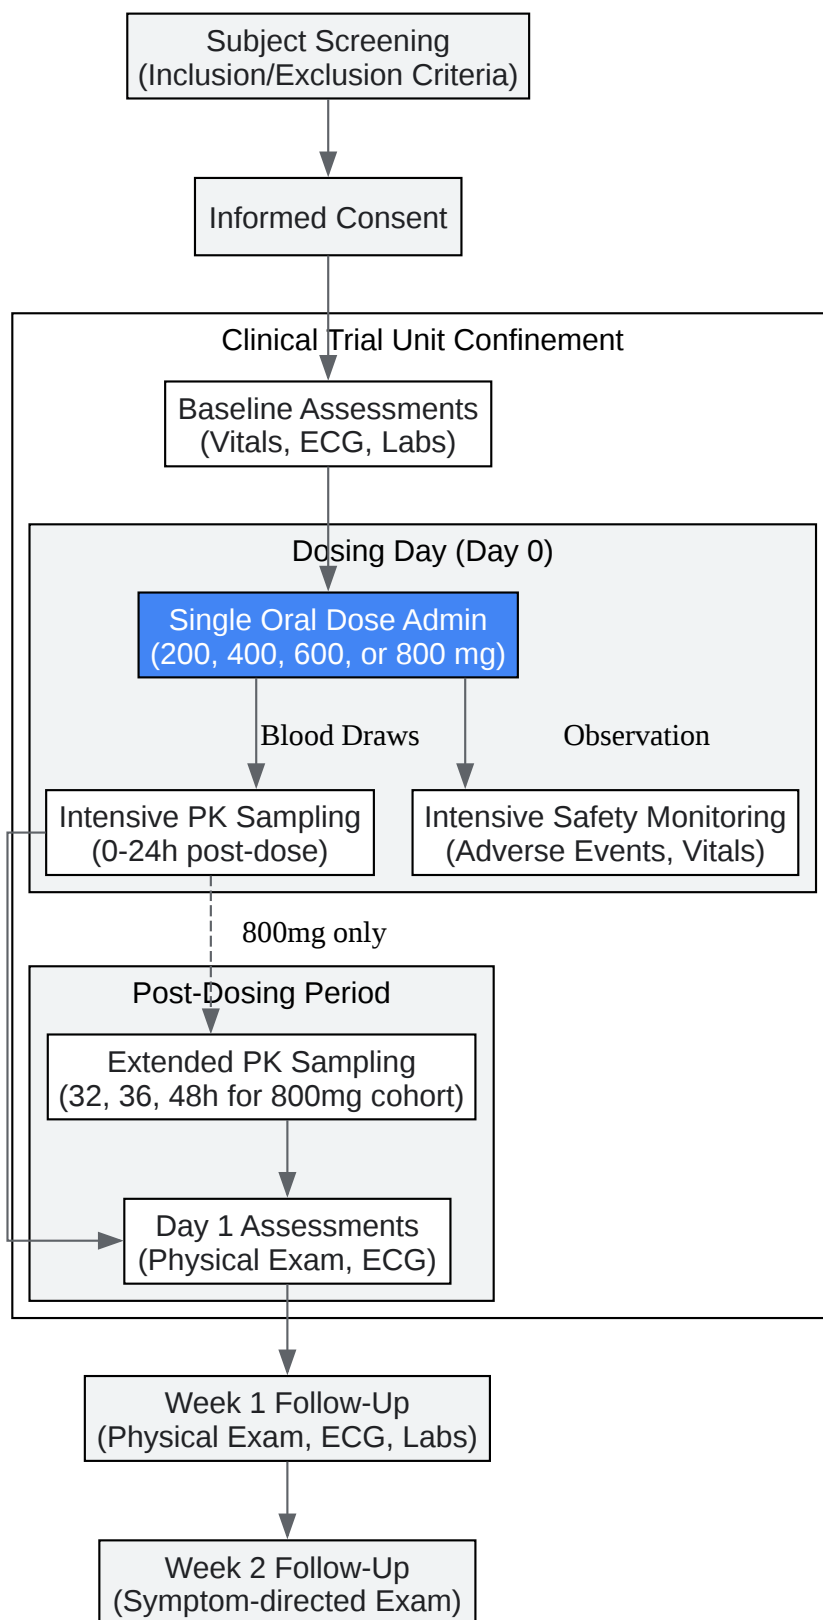 Subject Screening
(Inclusion/Exclusion Criteria)
Informed Consent
Clinical Trial Unit Confinement
Baseline Assessments
(Vitals, ECG, Labs)
Dosing Day (Day 0)
Single Oral Dose Admin
(200, 400, 600, or 800 mg)
Blood Draws
Observation
Intensive PK Sampling
(0-24h post-dose)
Intensive Safety Monitoring
(Adverse Events, Vitals)
800mg only
Post-Dosing Period
Extended PK Sampling
(32, 36, 48h for 800mg cohort)
Day 1 Assessments
(Physical Exam, ECG)
Week 1 Follow-Up
(Physical Exam, ECG, Labs)
Week 2 Follow-Up
(Symptom-directed Exam)